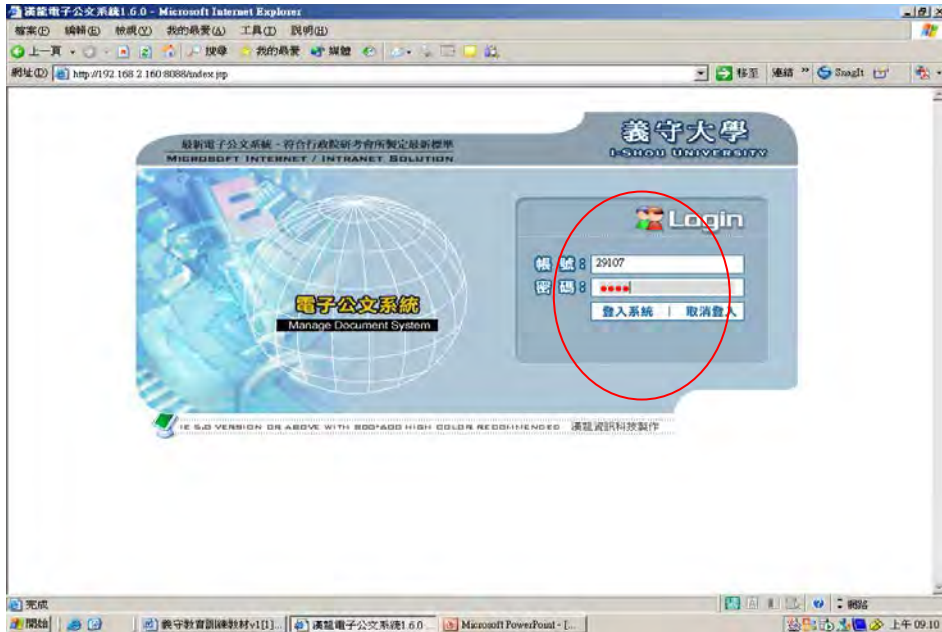 漢龍電子公文系統1.6.0 - Microsoft Internet Explorer
檔案(F) 編輯(E) 檢視(V) 我的最愛(A) 工具(T) 說明(H)
上一頁 搜尋 我的最愛 媒體
網址(D) http://192.168.2.160:8088/index.jsp 移至 連結 » SnagIt
義守大學
I-SHOU UNIVERSITY
最新電子公文系統‧符合行政院研考會所製定最新標準
MICROSOFT INTERNET / INTRANET SOLUTION
Login
帳號: 29107
密碼: ●●●●
登入系統 | 取消登入
電子公文系統
Manage Document System
IE 5.0 VERSION OR ABOVE WITH 800*600 HIGH COLOR RECOMMENDED 漢龍資訊科技製作
完成 網際
開始 義守教育訓練教材v1[1]... 漢龍電子公文系統1.6.0 ... Microsoft PowerPoint - [... 上午 09:10